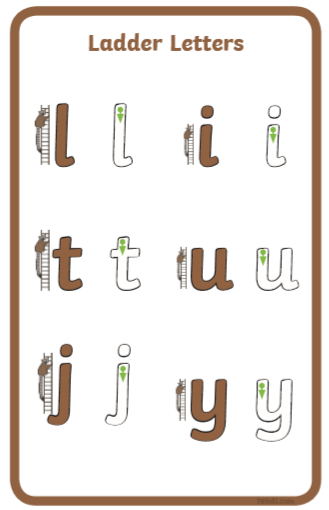 Ladder Letters
l l i i
t t u u
j j y y